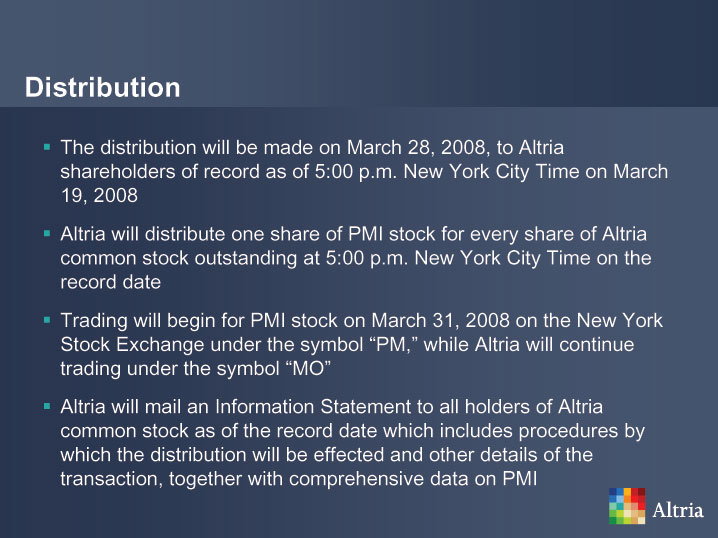 Distribution
▪ The distribution will be made on March 28, 2008, to Altria
shareholders of record as of 5:00 p.m. New York City Time on March
19, 2008
▪ Altria will distribute one share of PMI stock for every share of Altria
common stock outstanding at 5:00 p.m. New York City Time on the
record date
▪ Trading will begin for PMI stock on March 31, 2008 on the New York
Stock Exchange under the symbol “PM,” while Altria will continue
trading under the symbol “MO”
▪ Altria will mail an Information Statement to all holders of Altria
common stock as of the record date which includes procedures by
which the distribution will be effected and other details of the
transaction, together with comprehensive data on PMI
Altria